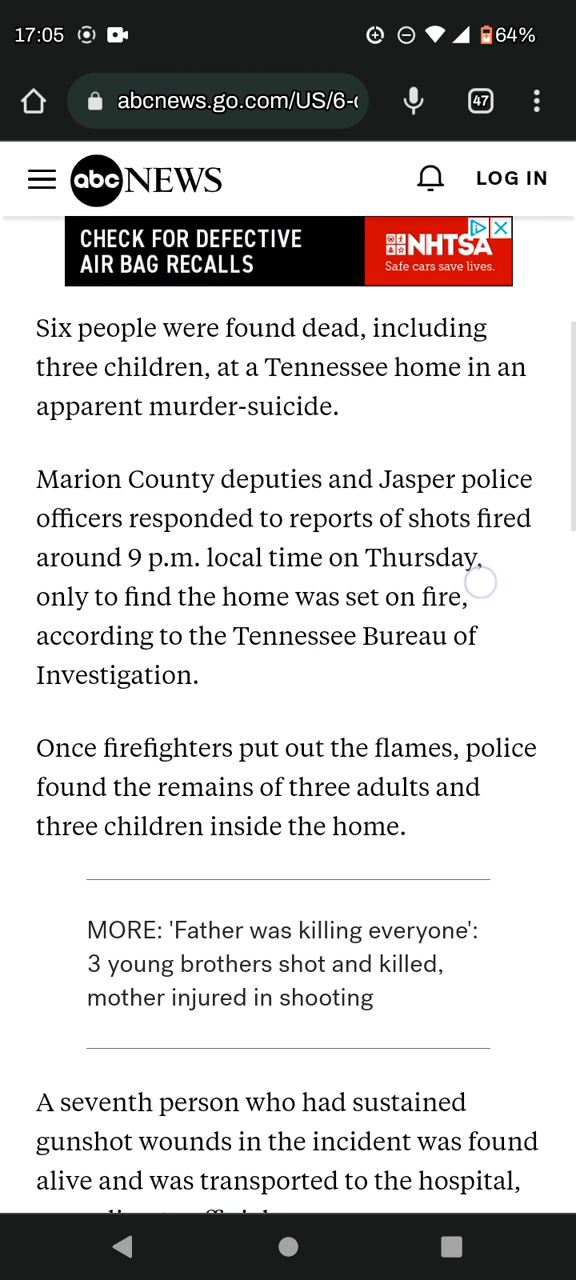 17:05
64%
abcnews.go.com/US/6-
47
abc NEWS
LOG IN
CHECK FOR DEFECTIVE
AIR BAG RECALLS
NHTSA
Safe cars save lives.
Six people were found dead, including
three children, at a Tennessee home in an
apparent murder-suicide.
Marion County deputies and Jasper police
officers responded to reports of shots fired
around 9 p.m. local time on Thursday,
only to find the home was set on fire,
according to the Tennessee Bureau of
Investigation.
Once firefighters put out the flames, police
found the remains of three adults and
three children inside the home.
MORE: 'Father was killing everyone':
3 young brothers shot and killed,
mother injured in shooting
A seventh person who had sustained
gunshot wounds in the incident was found
alive and was transported to the hospital,